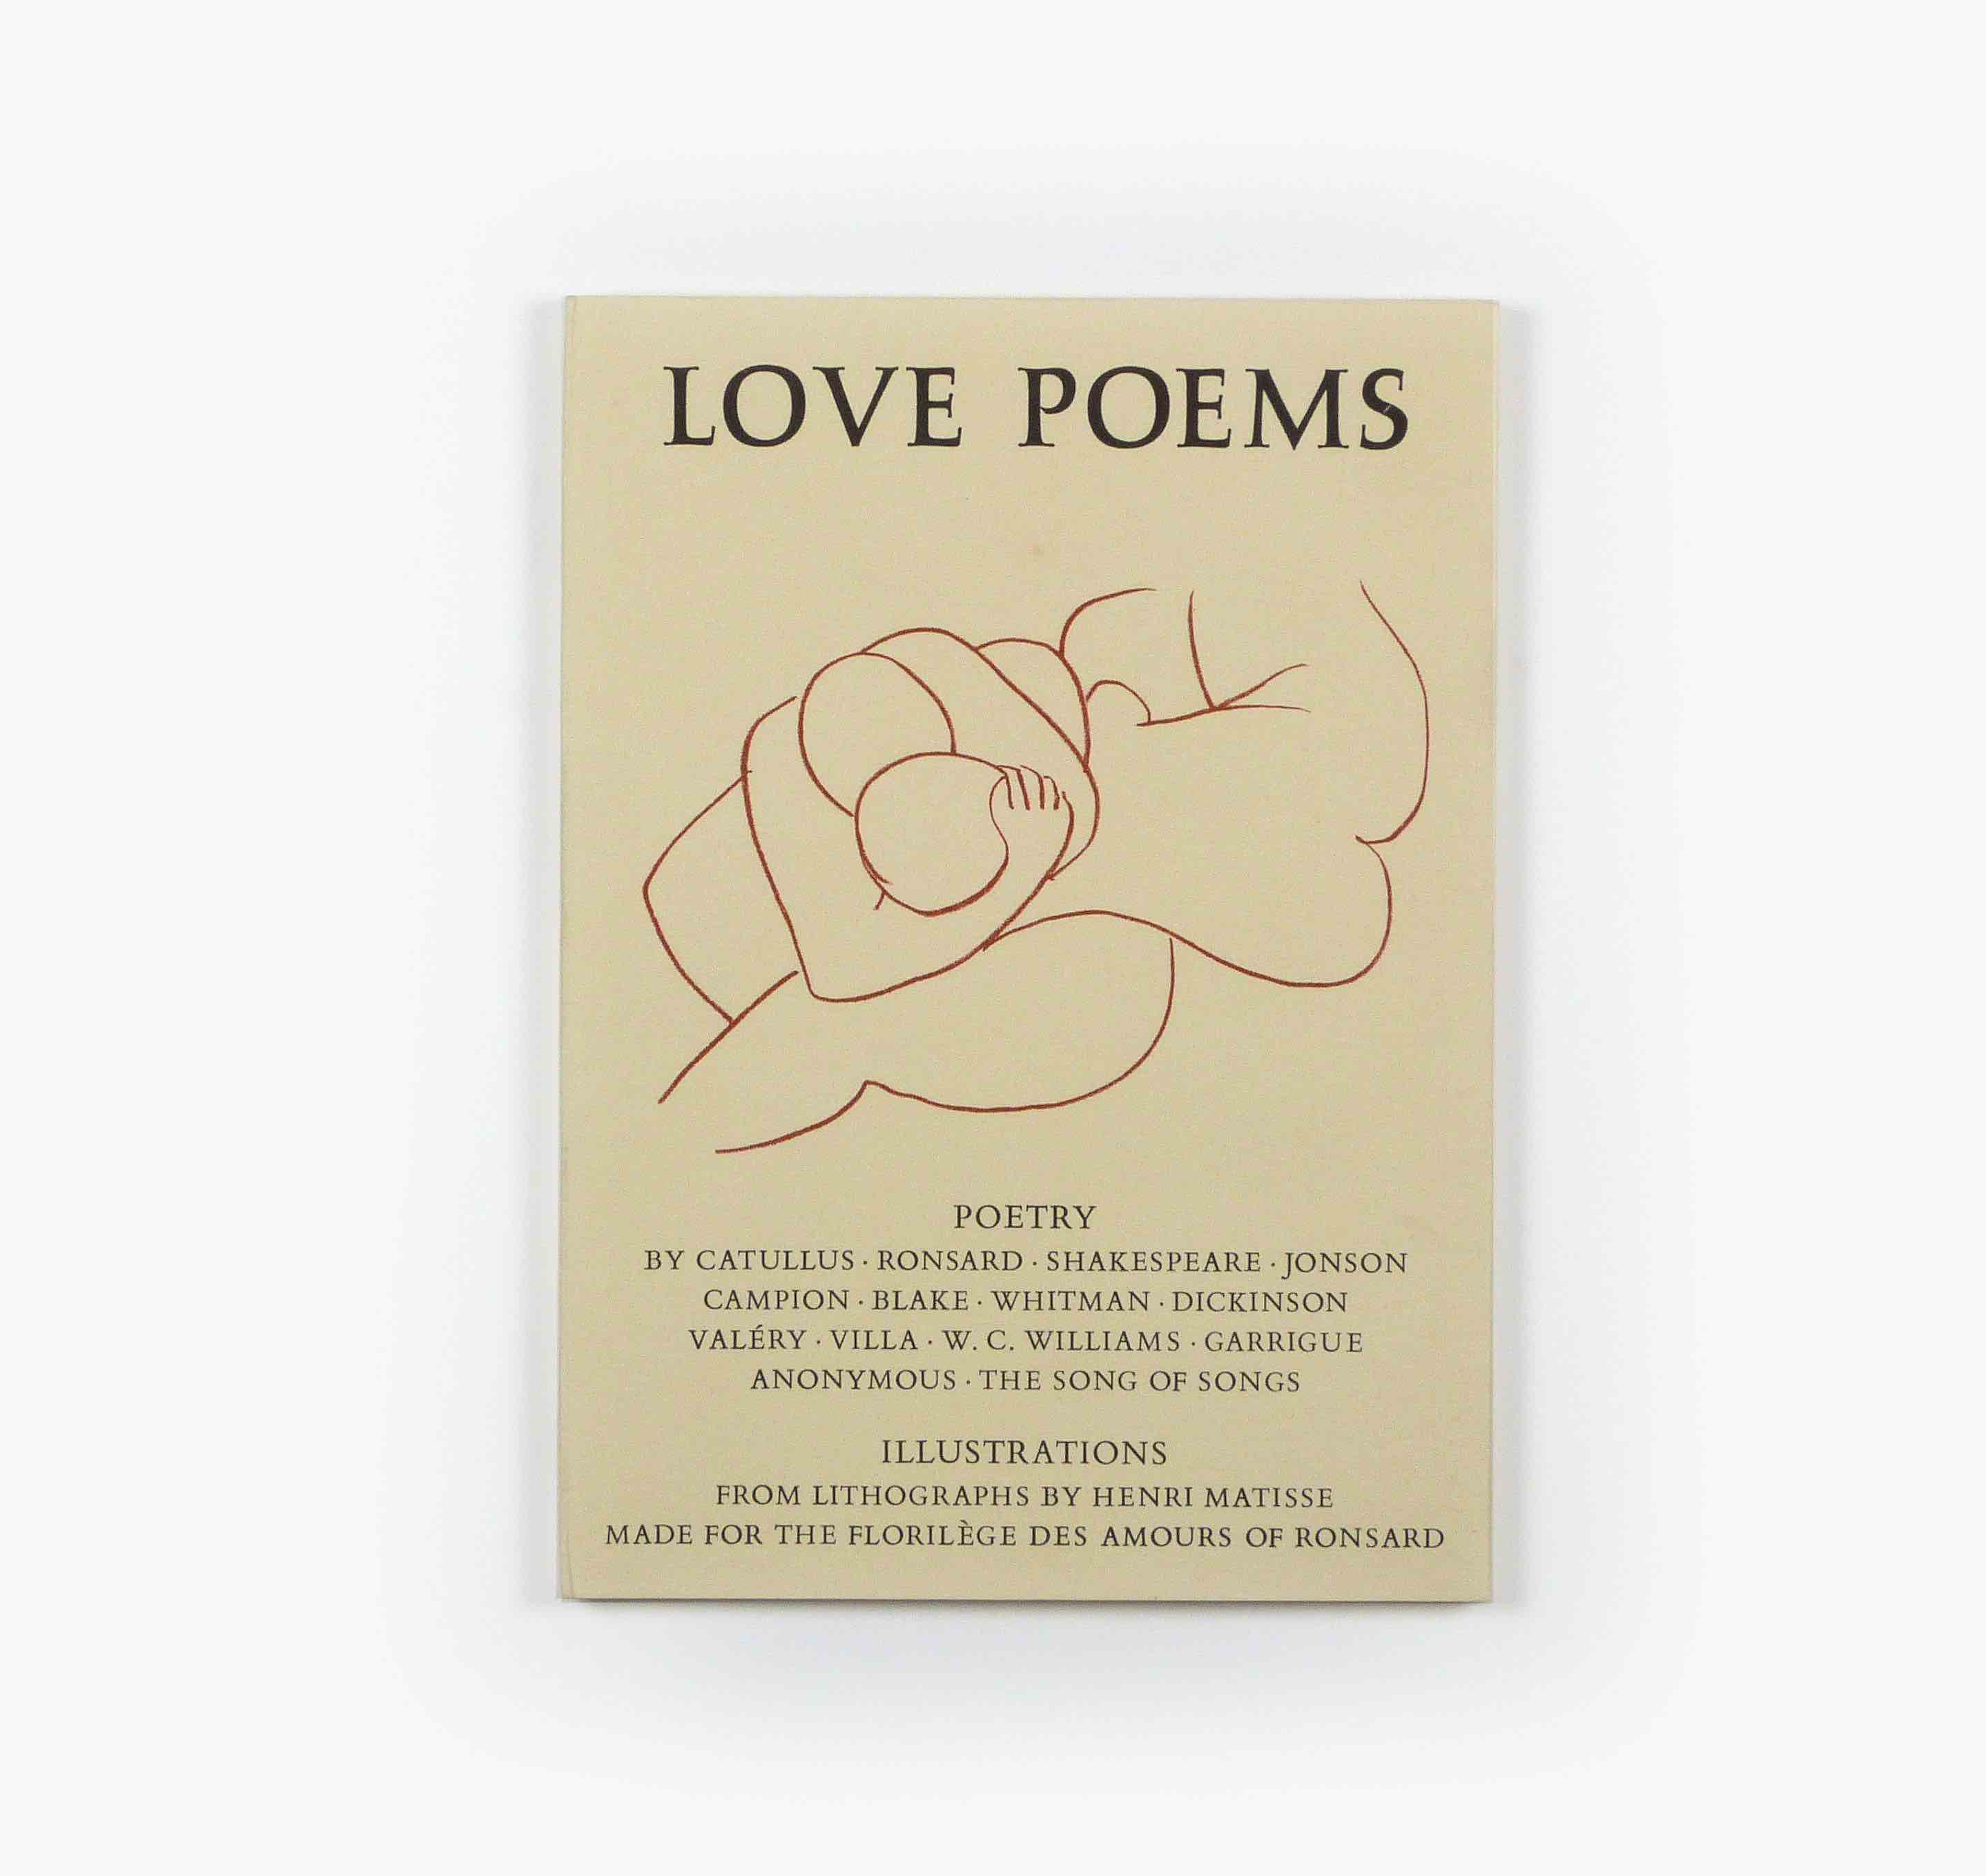 LOVE POEMS
POETRY
BY CATULLUS · RONSARD · SHAKESPEARE · JONSON
CAMPION · BLAKE · WHITMAN · DICKINSON
VALÉRY · VILLA · W. C. WILLIAMS · GARRIGUE
ANONYMOUS · THE SONG OF SONGS
ILLUSTRATIONS
FROM LITHOGRAPHS BY HENRI MATISSE
MADE FOR THE FLORILÈGE DES AMOURS OF RONSARD